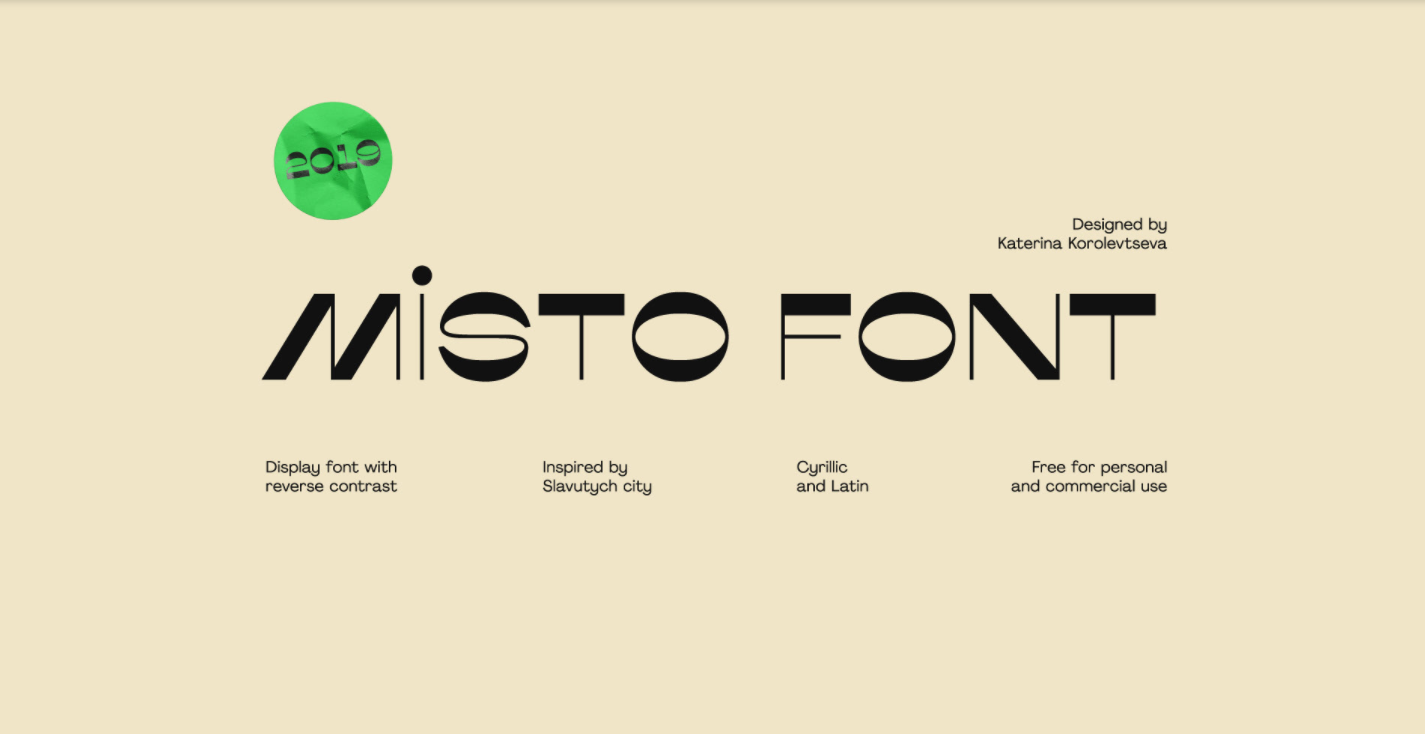 2019
Designed by
Katerina Korolevtseva
MiSTO FONT
Display font with
reverse contrast
Inspired by
Slavutych city
Cyrillic
and Latin
Free for personal
and commercial use